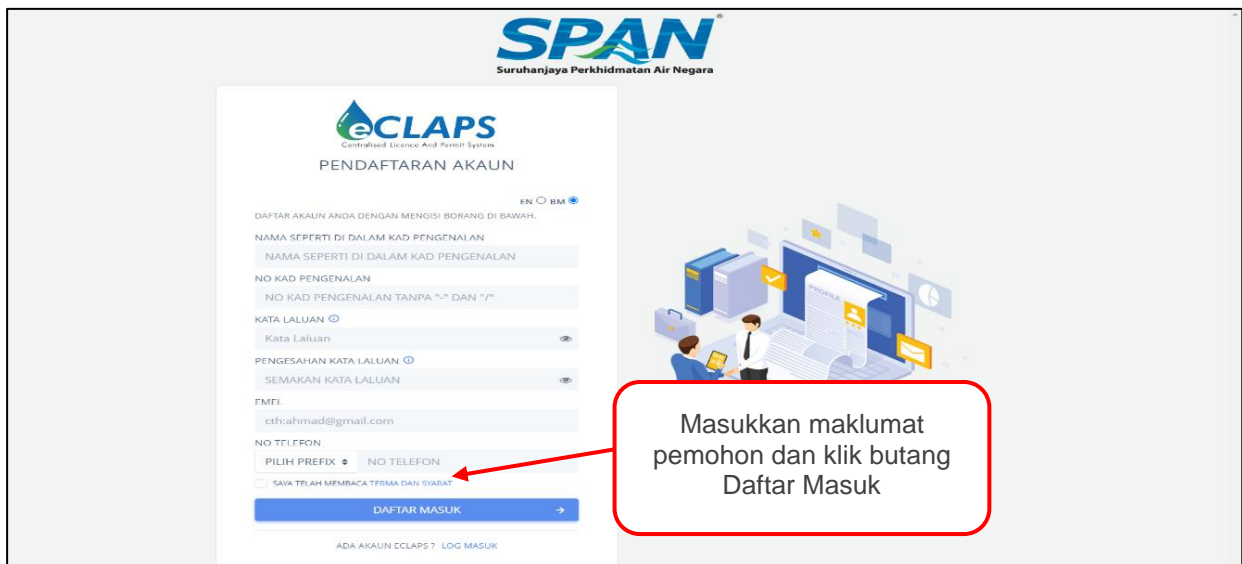 SPAN
Suruhanjaya Perkhidmatan Air Negara
eCLAPS
Centralised Licence And Permit System
PENDAFTARAN AKAUN
EN BM
DAFTAR AKAUN ANDA DENGAN MENGISI BORANG DI BAWAH.
NAMA SEPERTI DI DALAM KAD PENGENALAN
NAMA SEPERTI DI DALAM KAD PENGENALAN
NO KAD PENGENALAN
NO KAD PENGENALAN TANPA "-" DAN "/"
KATA LALUAN
Kata Laluan
PENGESAHAN KATA LALUAN
SEMAKAN KATA LALUAN
EMEL
cth:ahmad@gmail.com
NO TELEFON
PILIH PREFIX NO TELEFON
SAYA TELAH MEMBACA TERMA DAN SYARAT
DAFTAR MASUK →
ADA AKAUN ECLAPS ? LOG MASUK
PROFILE
Masukkan maklumat
pemohon dan klik butang
Daftar Masuk